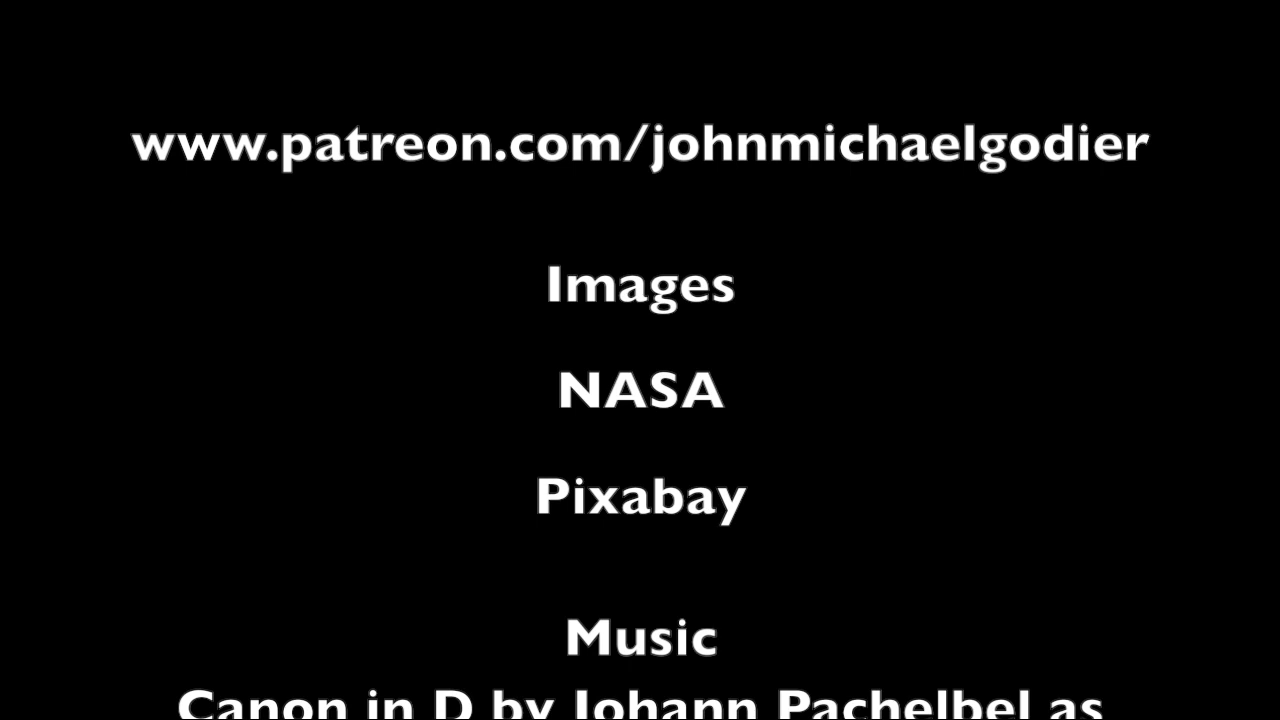 www.patreon.com/johnmichaelgodier
Images
NASA
Pixabay
Music
Canon in D by Johann Pachelbel as